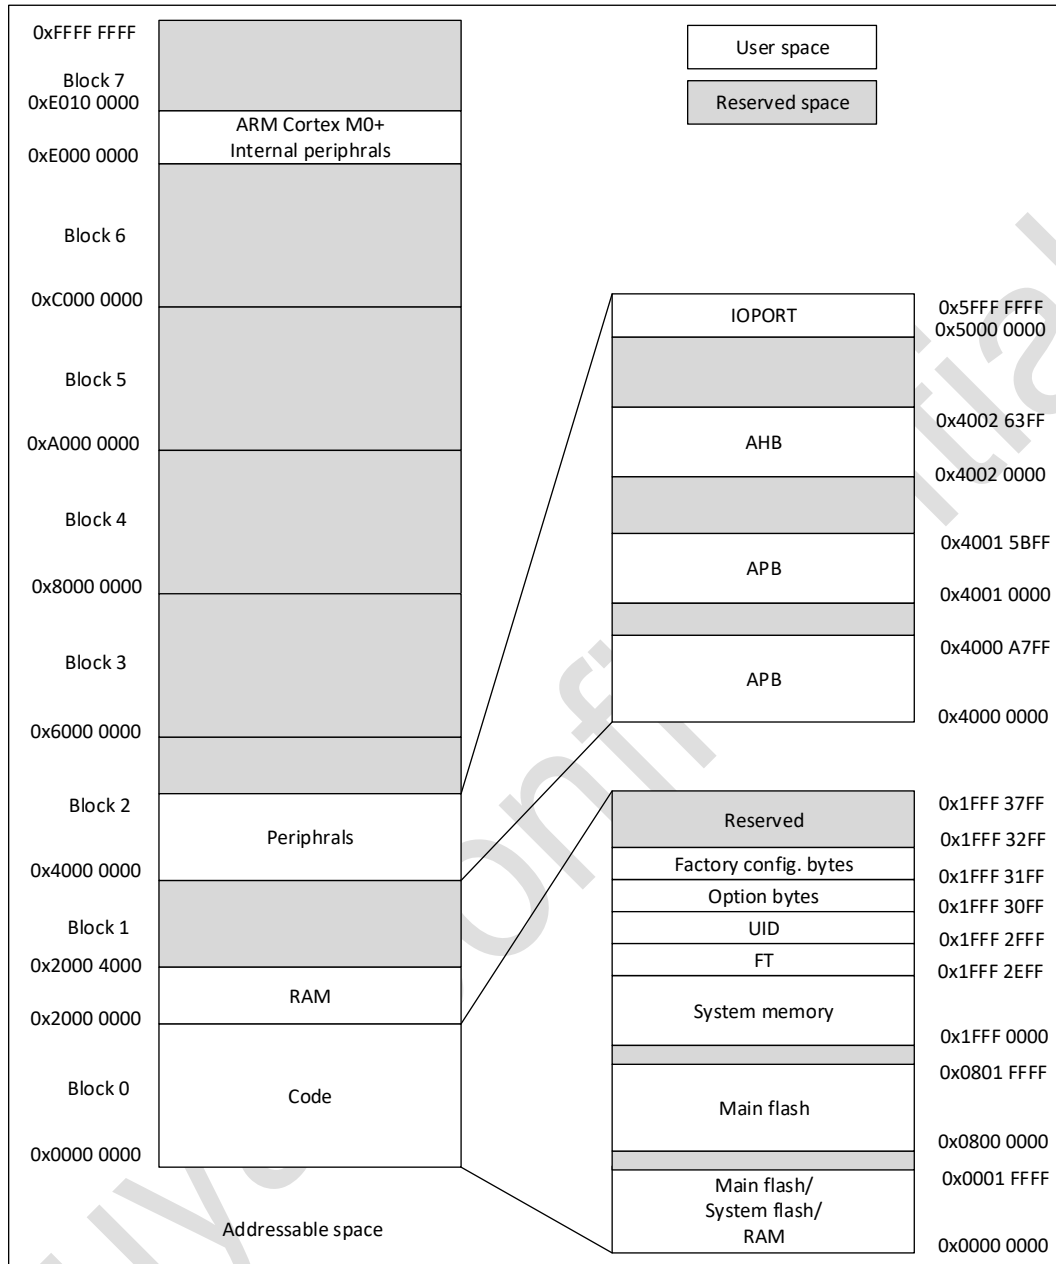 0xFFFF FFFF
Block 7
0xE010 0000
ARM Cortex M0+
Internal periphrals
0xE000 0000
Block 6
0xC000 0000
Block 5
0xA000 0000
Block 4
0x8000 0000
Block 3
0x6000 0000
Block 2
Periphrals
0x4000 0000
Block 1
0x2000 4000
RAM
0x2000 0000
Block 0
Code
0x0000 0000
Addressable space
User space
Reserved space
IOPORT
0x5FFF FFFF
0x5000 0000
0x4002 63FF
AHB
0x4002 0000
0x4001 5BFF
APB
0x4001 0000
0x4000 A7FF
APB
0x4000 0000
0x1FFF 37FF
Reserved
0x1FFF 32FF
Factory config. bytes
0x1FFF 31FF
Option bytes
0x1FFF 30FF
UID
0x1FFF 2FFF
FT
0x1FFF 2EFF
System memory
0x1FFF 0000
0x0801 FFFF
Main flash
0x0800 0000
0x0001 FFFF
Main flash/
System flash/
RAM
0x0000 0000